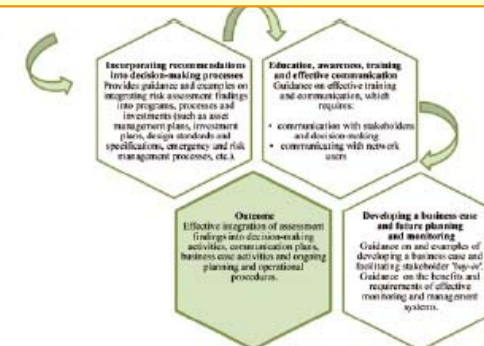 Incorporating recommendations
into decision-making processes
Provides guidance and examples on
integrating risk assessment findings
into programs, processes and
investments (such as asset
management plans, investment
plans, design standards and
specifications, emergency and risk
management processes, etc.).
Education, awareness, training
and effective communication
Guidance on effective training
and communication, which
requires:
• communication with stakeholders
and decision-making
• communicating with network
users
Outcome
Effective integration of assessment
findings into decision-making
activities, communication plans,
business case activities and ongoing
planning and operational
procedures.
Developing a business case
and future planning
and monitoring
Guidance on and examples of
developing a business case and
facilitating stakeholder 'buy-in'.
Guidance on the benefits and
requirements of effective
monitoring and management
systems.